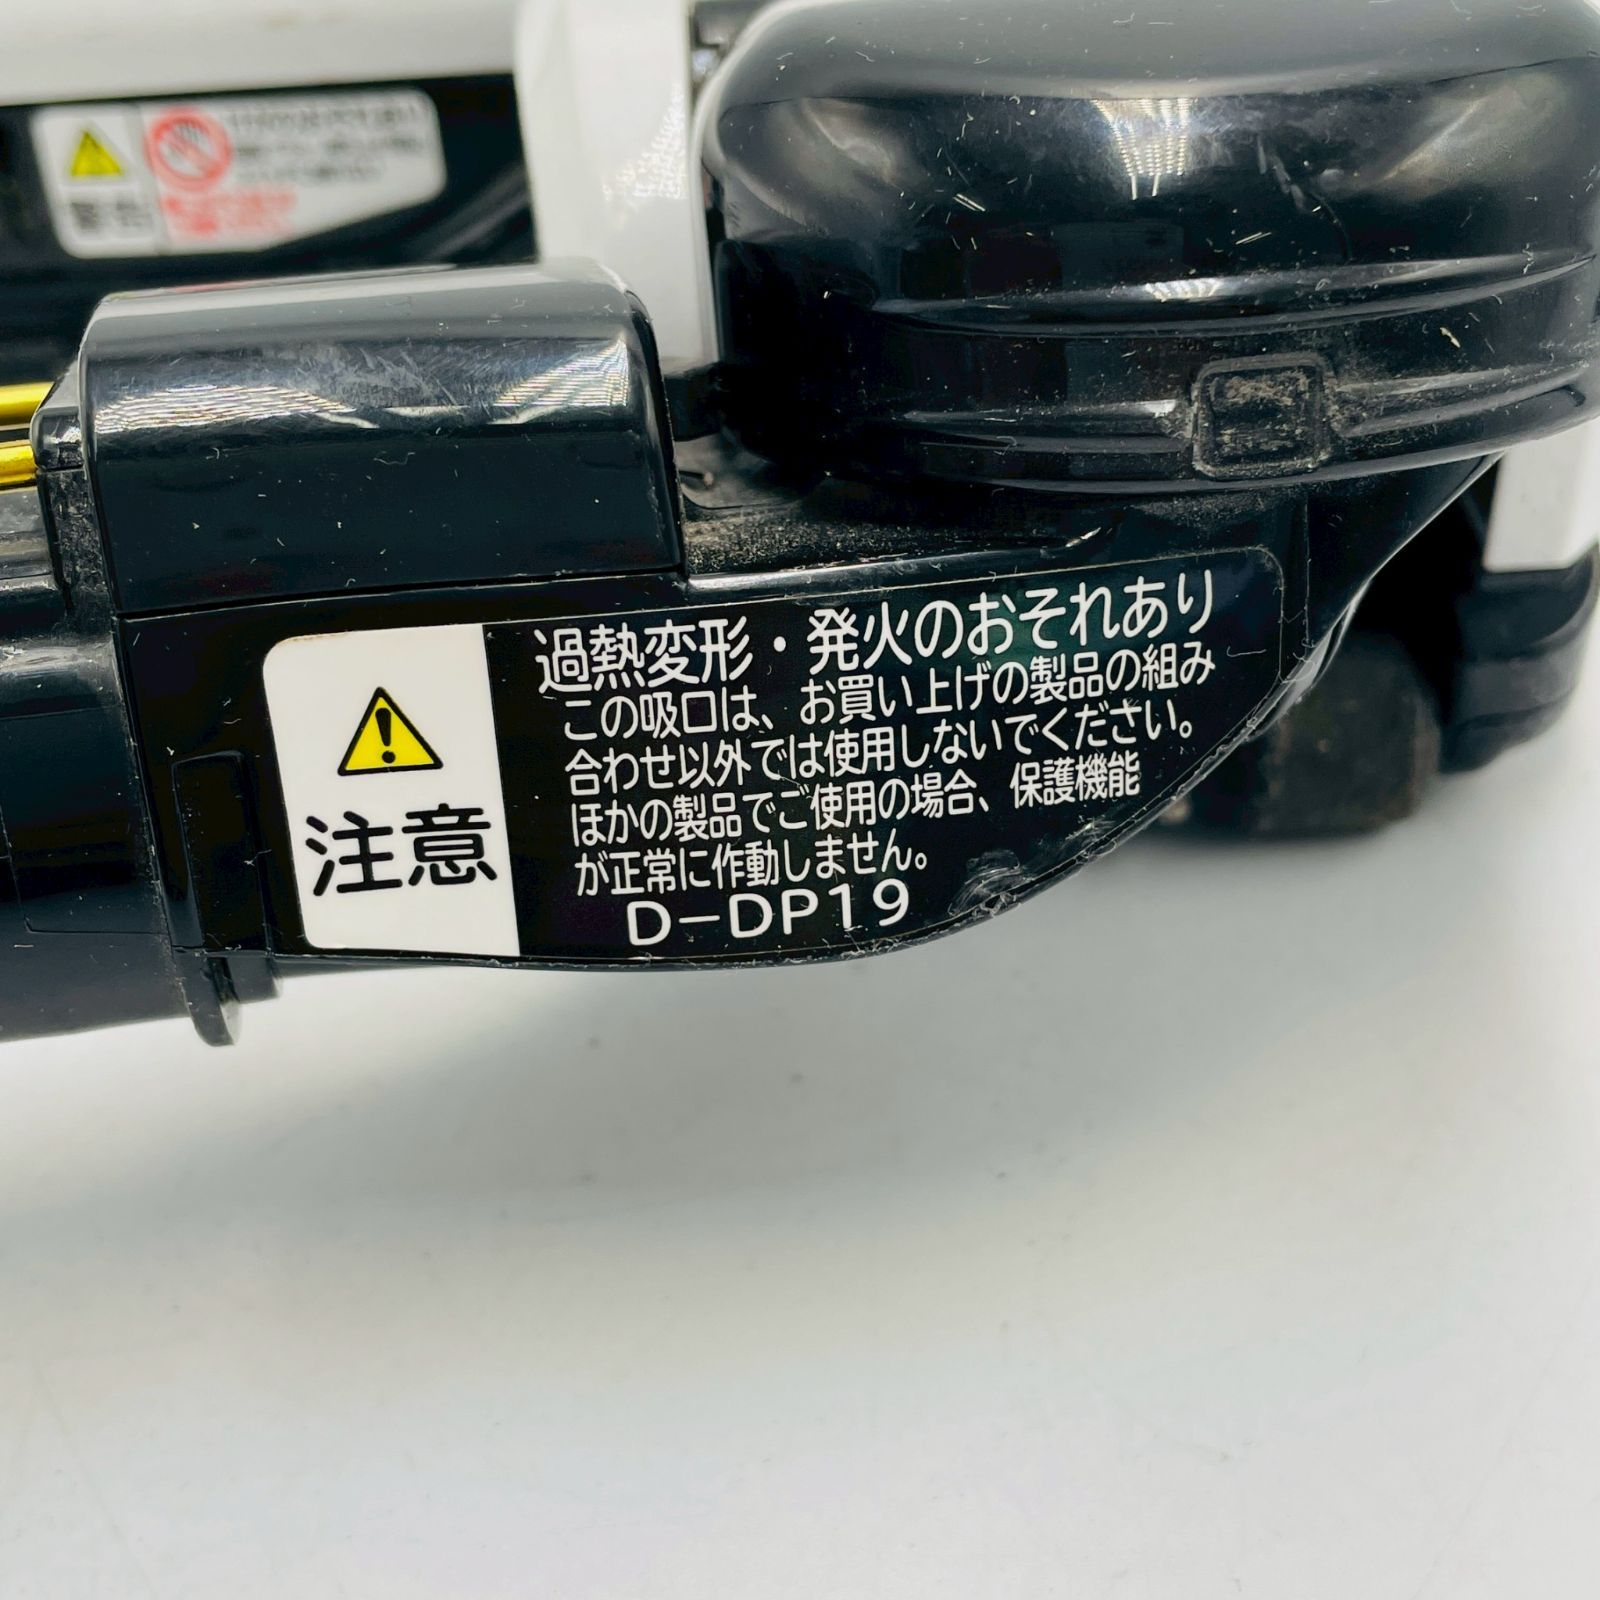 注意
過熱変形・発火のおそれあり
この吸口は、お買い上げの製品の組み
合わせ以外では使用しないでください。
ほかの製品でご使用の場合、保護機能
が正常に作動しません。
D-DP19